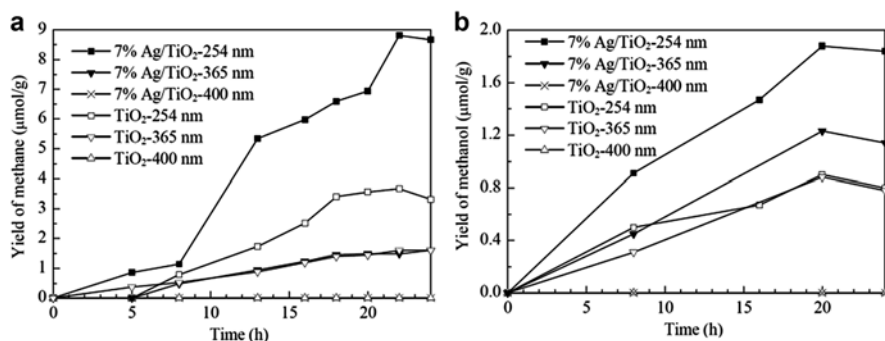 a
9
8
7
6
5
4
3
2
1
0
Yield of methane (μmol/g)
7% Ag/TiO₂-254 nm
7% Ag/TiO₂-365 nm
7% Ag/TiO₂-400 nm
TiO₂-254 nm
TiO₂-365 nm
TiO₂-400 nm
0 5 10 15 20
Time (h)
b
2.0
1.6
1.2
0.8
0.4
0.0
Yield of methanol (μmol/g)
7% Ag/TiO₂-254 nm
7% Ag/TiO₂-365 nm
7% Ag/TiO₂-400 nm
TiO₂-254 nm
TiO₂-365 nm
TiO₂-400 nm
0 5 10 15 20
Time (h)